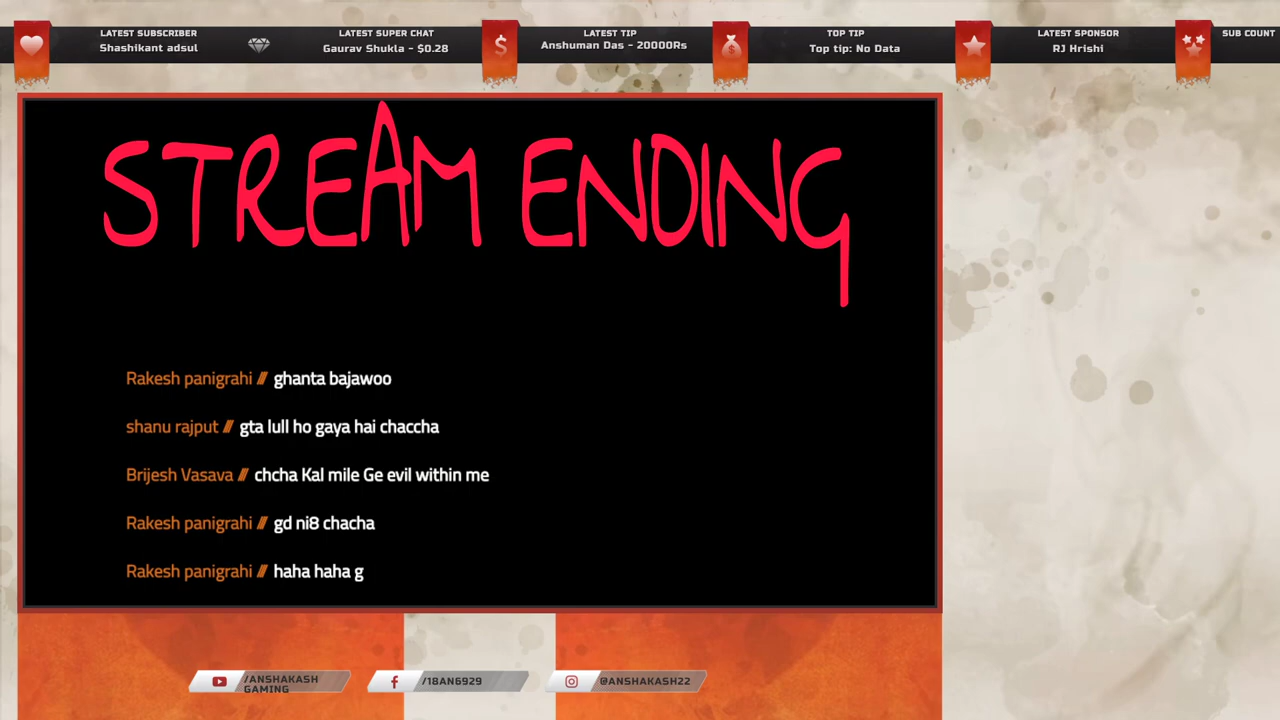 LATEST SUBSCRIBER
Shashikant adsul
LATEST SUPER CHAT
Gaurav Shukla - $0.28
LATEST TIP
Anshuman Das - 20000Rs
TOP TIP
Top tip: No Data
LATEST SPONSOR
RJ Hrishi
SUB COUNT
STREAM ENDING
Rakesh panigrahi /// ghanta bajawoo
shanu rajput /// gta lull ho gaya hai chaccha
Brijesh Vasava /// chcha Kal mile Ge evil within me
Rakesh panigrahi /// gd ni8 chacha
Rakesh panigrahi /// haha haha g
/ANSHAKASH
GAMING
/18AN6929
@ANSHAKASH22